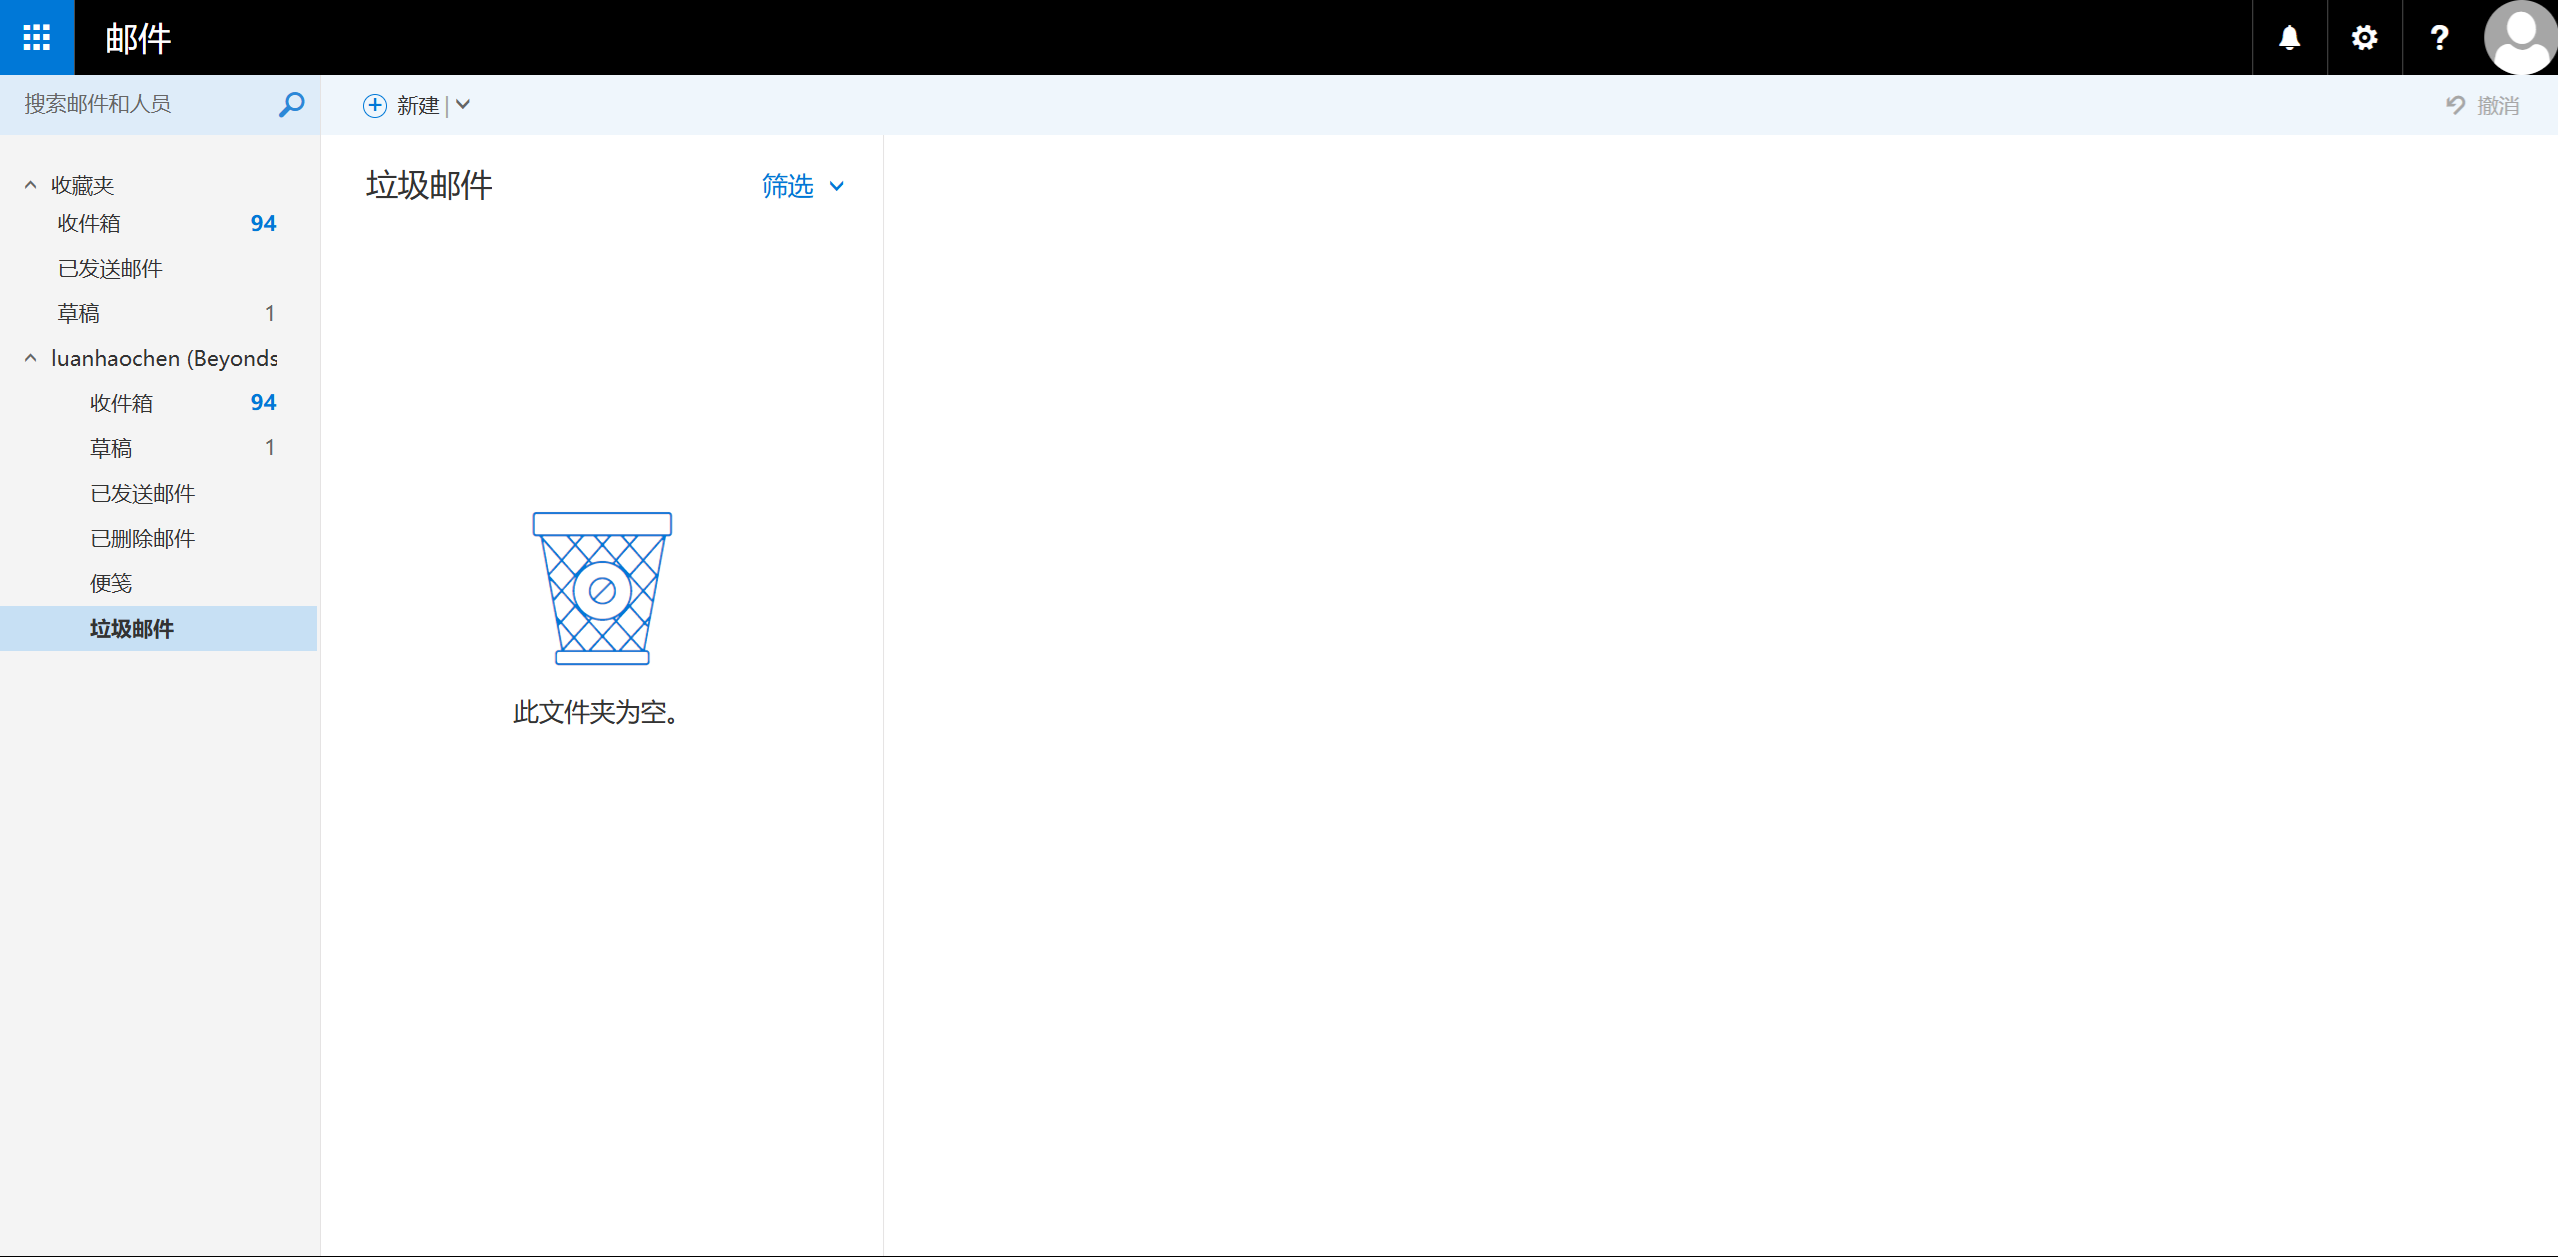 邮件
搜索邮件和人员
新建
撤消
收藏夹
收件箱 94
已发送邮件
草稿 1
luanhaochen (Beyonds
收件箱 94
草稿 1
已发送邮件
已删除邮件
便笺
垃圾邮件
垃圾邮件
筛选
此文件夹为空。